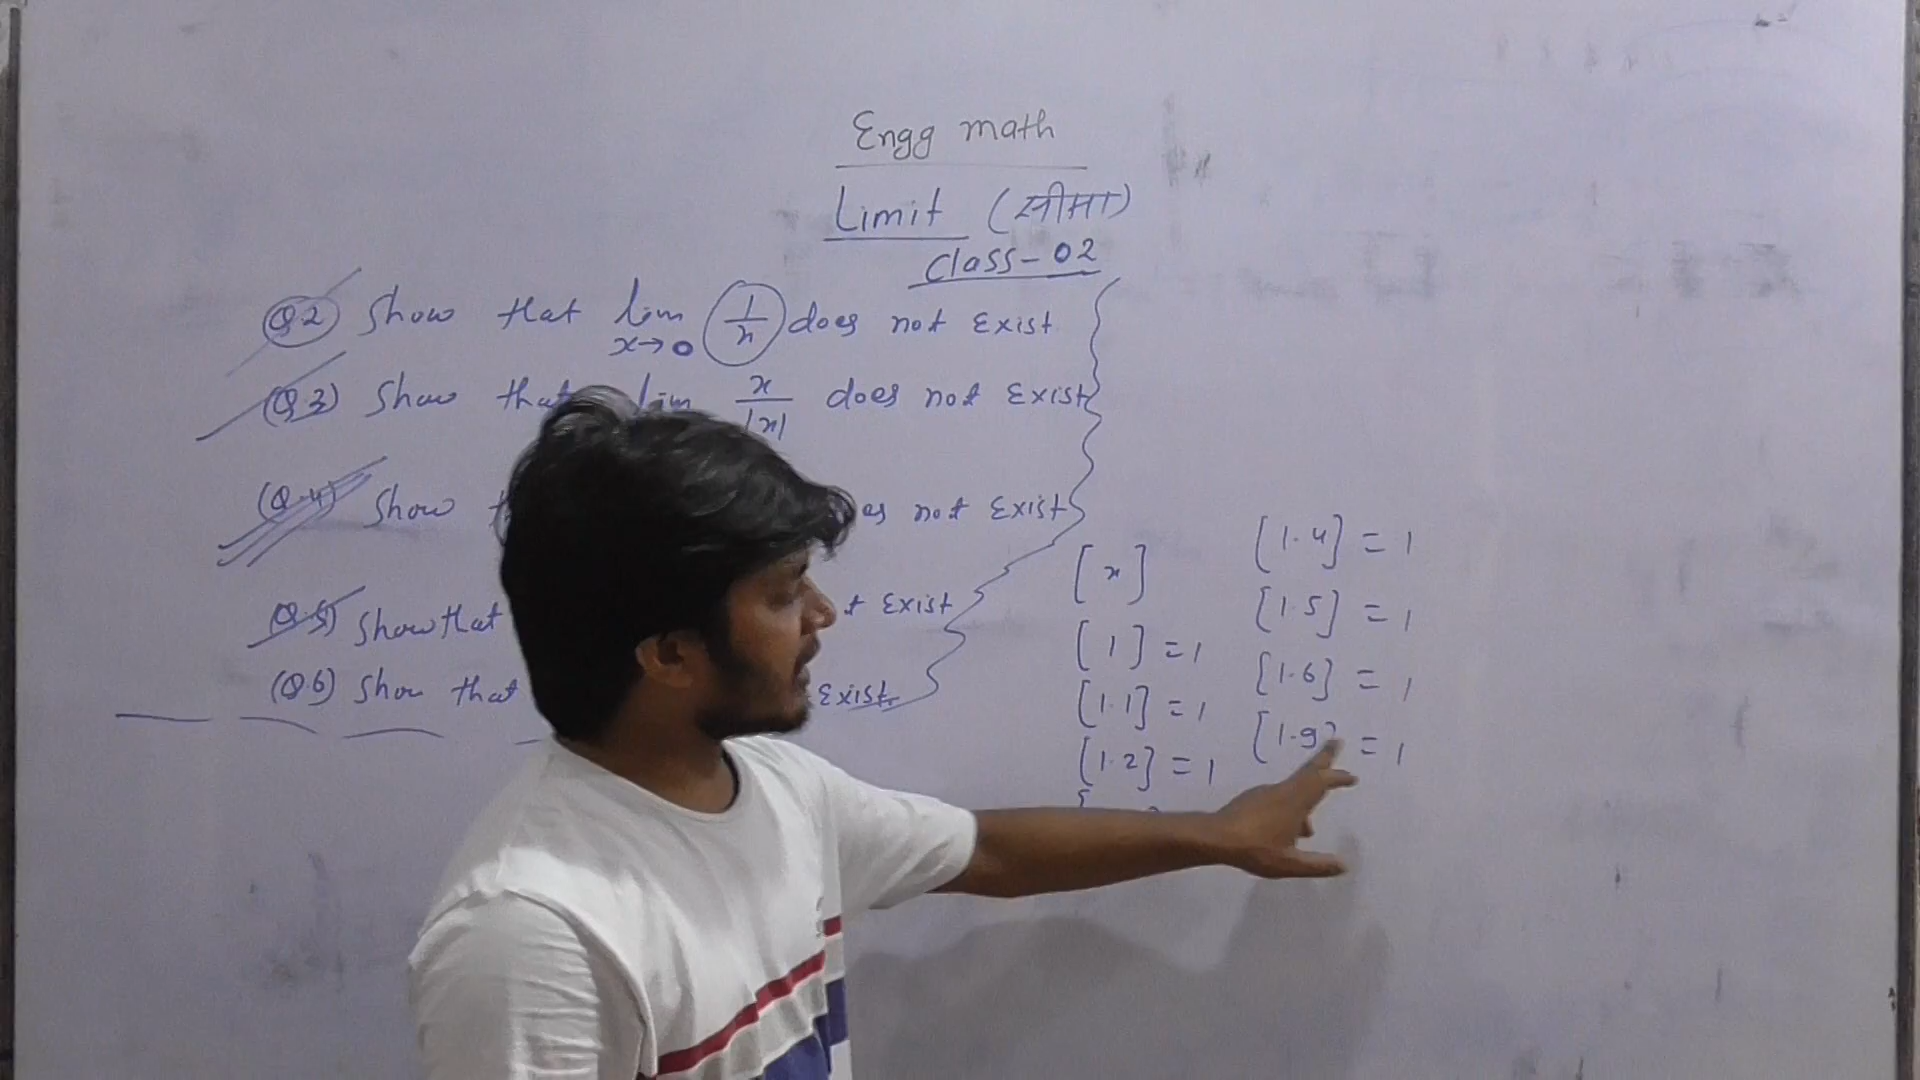 Engg math
Limit (सीमा)
Class-02
(Q.2) Show that lim x→0 1/x does not Exist
(Q.3) Show that lim x/|x| does not Exist
(Q.4) Show not Exist
(Q.5) Show that Exist
(Q.6) Show that Exist
[x]
[1] = 1
[1.1] = 1
[1.2] = 1
[1.4] = 1
[1.5] = 1
[1.6] = 1
[1.9] = 1